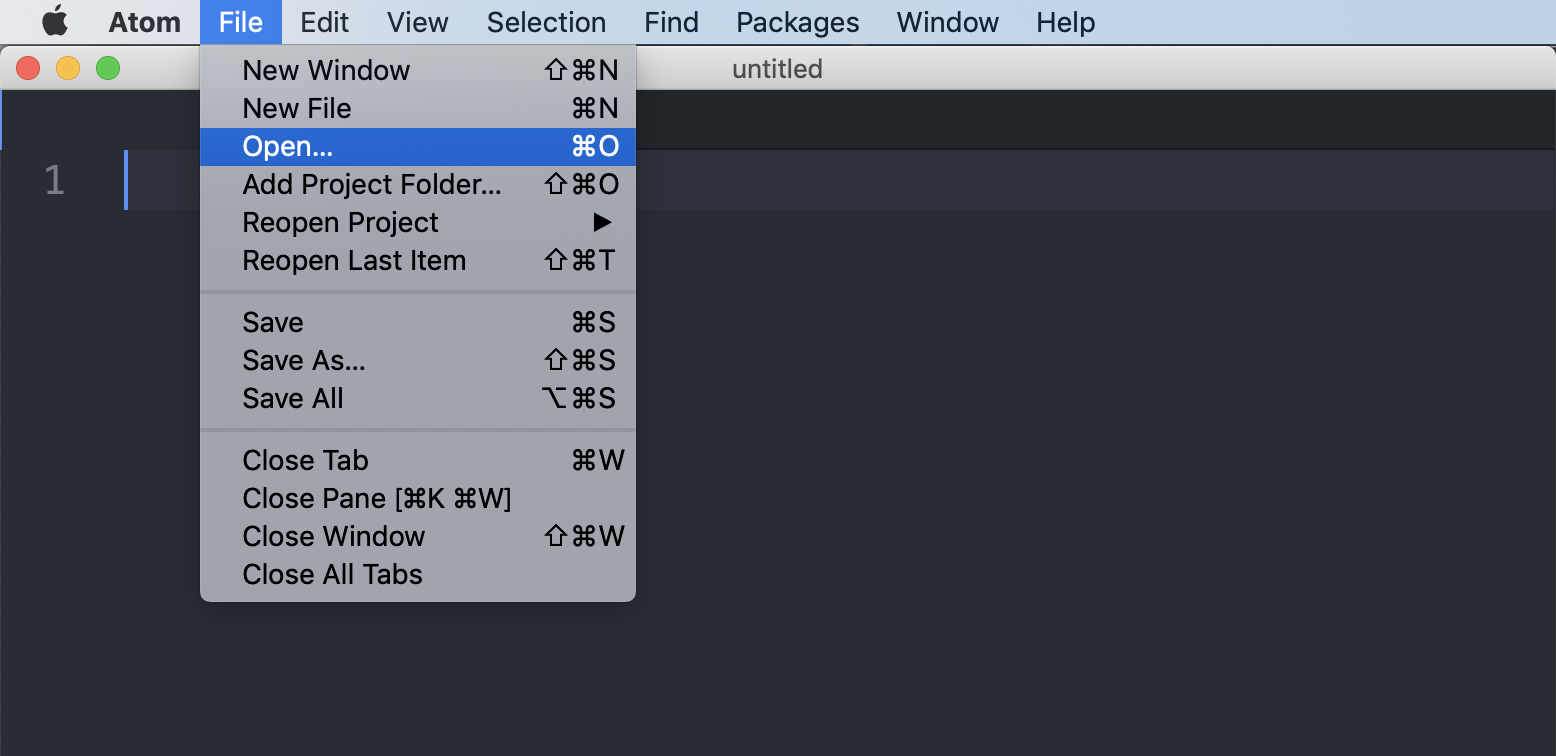 Atom File Edit View Selection Find Packages Window Help
untitled
New Window ⇧⌘N
New File ⌘N
Open... ⌘O
Add Project Folder... ⇧⌘O
Reopen Project ▶
Reopen Last Item ⇧⌘T
Save ⌘S
Save As... ⇧⌘S
Save All ⌥⌘S
Close Tab ⌘W
Close Pane [⌘K ⌘W]
Close Window ⇧⌘W
Close All Tabs
1